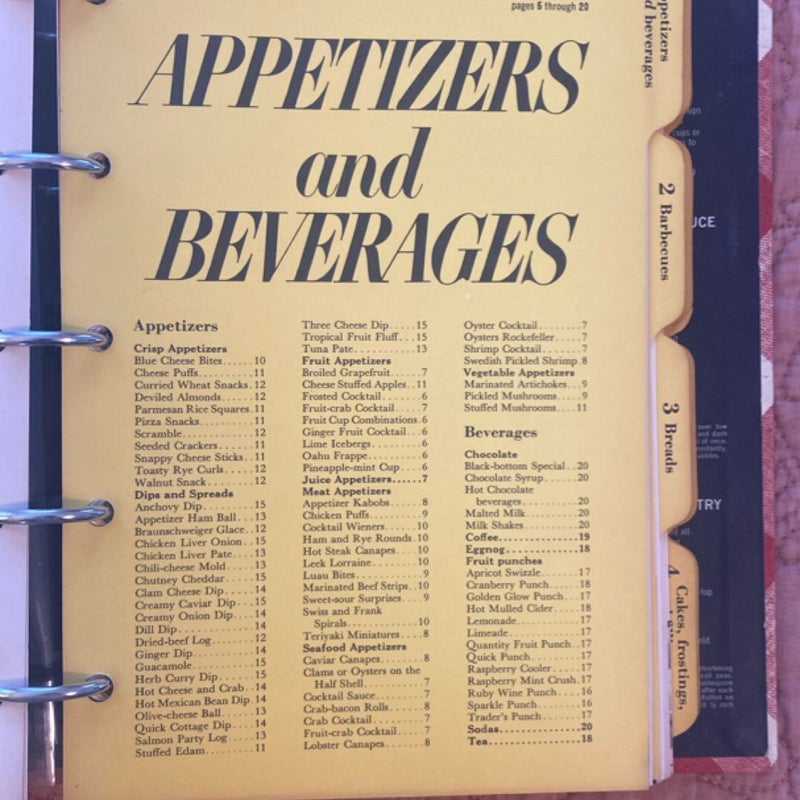 pages 6 through 20
APPETIZERS
and
BEVERAGES
Appetizers
Crisp Appetizers
Blue Cheese Bites......10
Cheese Puffs..........11
Curried Wheat Snacks.12
Deviled Almonds.......12
Parmesan Rice Squares.11
Pizza Snacks..........11
Scramble..............12
Seeded Crackers.......11
Snappy Cheese Sticks..11
Toasty Rye Curls......12
Walnut Snack..........12
Dips and Spreads
Anchovy Dip...........15
Appetizer Ham Ball...13
Braunschweiger Glace..12
Chicken Liver Onion..15
Chicken Liver Pate....13
Chili-cheese Mold.....13
Chutney Cheddar......15
Clam Cheese Dip......14
Creamy Caviar Dip...15
Creamy Onion Dip....14
Dill Dip..............14
Dried-beef Log........12
Ginger Dip............14
Guacamole............15
Herb Curry Dip.......15
Hot Cheese and Crab..14
Hot Mexican Bean Dip.14
Olive-cheese Ball.....13
Quick Cottage Dip....14
Salmon Party Log.....13
Stuffed Edam..........11
Three Cheese Dip.....15
Tropical Fruit Fluff...15
Tuna Pate............13
Fruit Appetizers
Broiled Grapefruit......7
Cheese Stuffed Apples..11
Frosted Cocktail.......6
Fruit-crab Cocktail.....7
Fruit Cup Combinations.6
Ginger Fruit Cocktail...6
Lime Icebergs..........6
Oahu Frappe...........6
Pineapple-mint Cup....6
Juice Appetizers......7
Meat Appetizers
Appetizer Kabobs......8
Chicken Puffs..........9
Cocktail Wieners......10
Ham and Rye Rounds.10
Hot Steak Canapes....10
Leek Lorraine.........10
Luau Bites.............9
Marinated Beef Strips..10
Sweet-sour Surprises....9
Swiss and Frank
Spirals..............10
Teriyaki Miniatures....8
Seafood Appetizers
Caviar Canapes.........8
Clams or Oysters on the
Half Shell............7
Cocktail Sauce.........7
Crab-bacon Rolls.......8
Crab Cocktail..........7
Fruit-crab Cocktail.....7
Lobster Canapes........8
Oyster Cocktail........7
Oysters Rockefeller.....7
Shrimp Cocktail........7
Swedish Pickled Shrimp.8
Vegetable Appetizers
Marinated Artichokes...9
Pickled Mushrooms.....9
Stuffed Mushrooms....11
Beverages
Chocolate
Black-bottom Special..20
Chocolate Syrup......20
Hot Chocolate
beverages...........20
Malted Milk..........20
Milk Shakes..........20
Coffee................19
Eggnog...............18
Fruit punches
Apricot Swizzle.......17
Cranberry Punch......18
Golden Glow Punch...17
Hot Mulled Cider.....18
Lemonade............17
Limeade..............17
Quantity Fruit Punch..17
Quick Punch..........17
Raspberry Cooler.....17
Raspberry Mint Crush.17
Ruby Wine Punch....16
Sparkle Punch........16
Trader's Punch.......17
Sodas.................20
Tea...................18
beverages
2 Barbecues
3 Breads
4 Cakes, frostings,